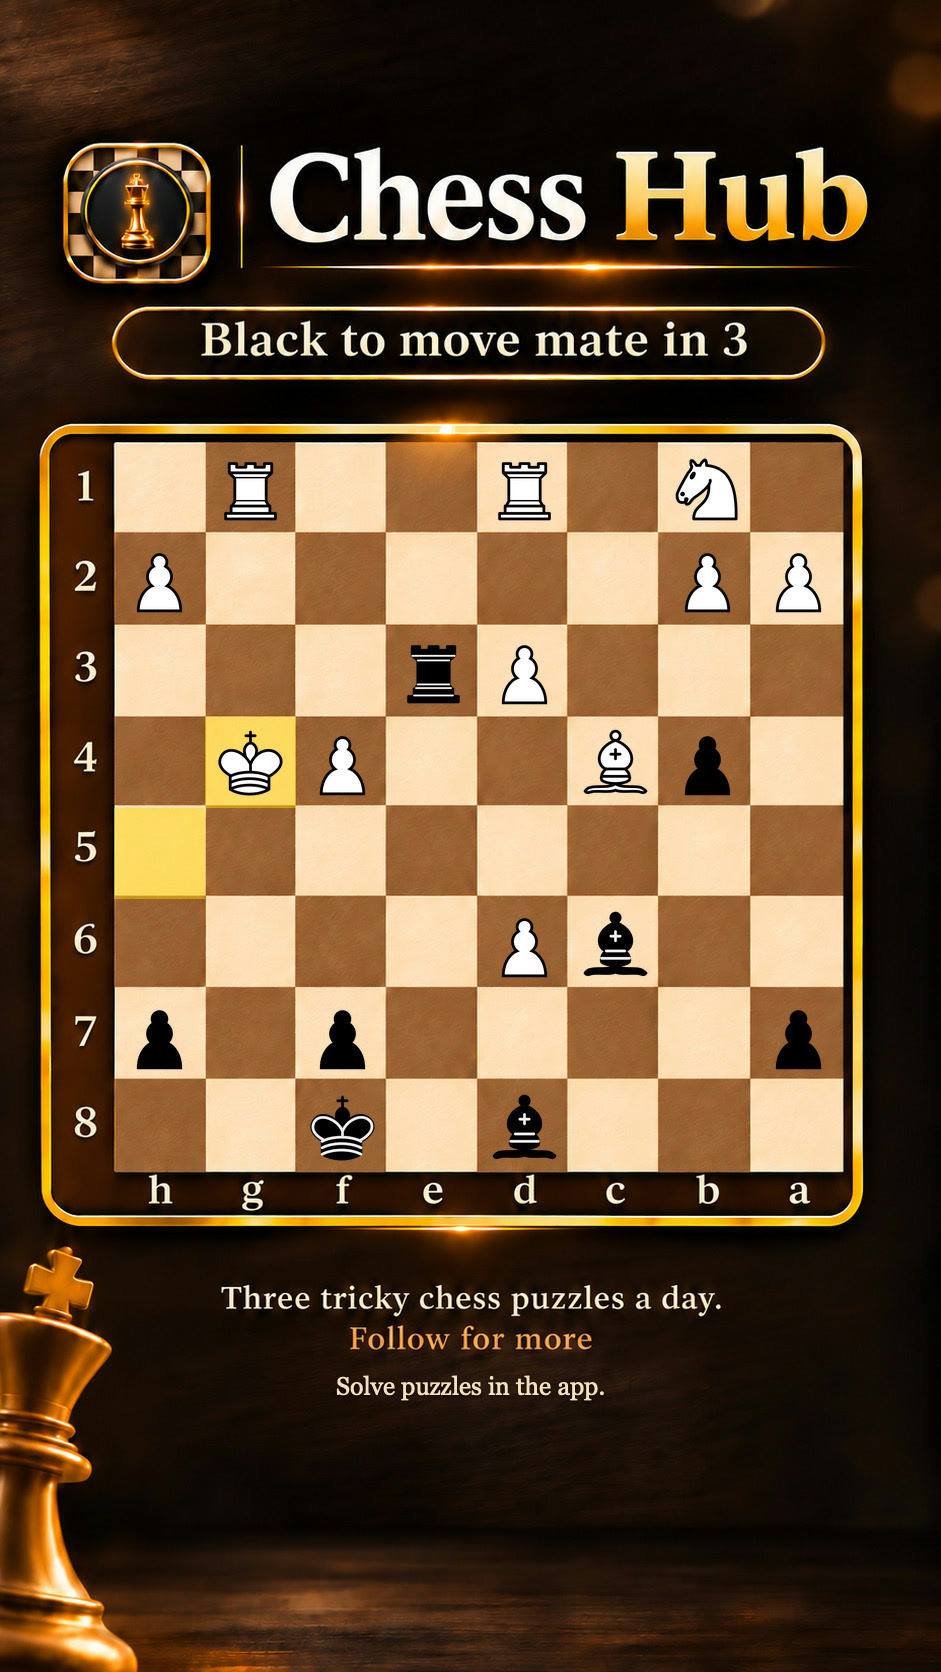 Chess Hub
Black to move mate in 3
1
2
3
4
5
6
7
8
h g f e d c b a
Three tricky chess puzzles a day.
Follow for more
Solve puzzles in the app.